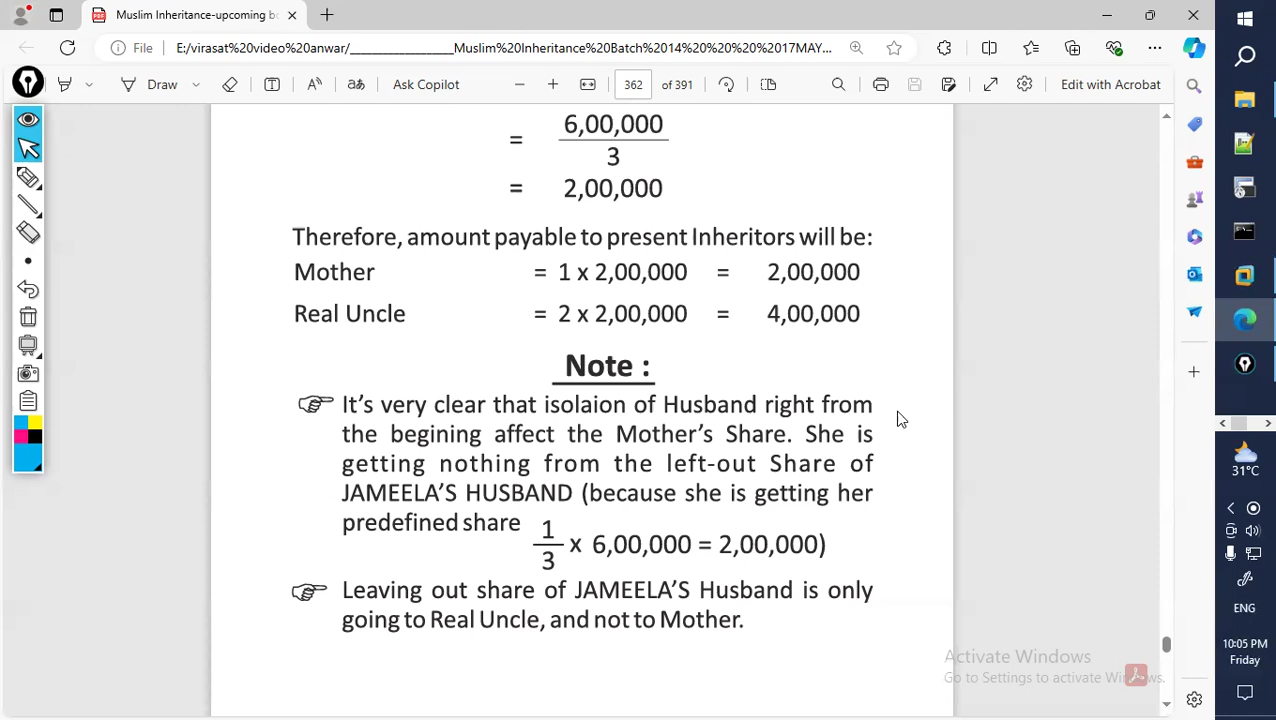 Muslim Inheritance-upcoming bo
File E:/virasat%20video%20anwar/________________Muslim%20Inheritance%20Batch%2014%20%20%20%2017MAY...
Draw Ask Copilot 362 of 391 Edit with Acrobat
= 6,00,000
3
= 2,00,000
Therefore, amount payable to present Inheritors will be:
Mother = 1 x 2,00,000 = 2,00,000
Real Uncle = 2 x 2,00,000 = 4,00,000
Note :
It's very clear that isolaion of Husband right from
the begining affect the Mother's Share. She is
getting nothing from the left-out Share of
JAMEELA'S HUSBAND (because she is getting her
predefined share 1
3 x 6,00,000 = 2,00,000)
Leaving out share of JAMEELA'S Husband is only
going to Real Uncle, and not to Mother.
Activate Windows
Go to Settings to activate Windows.
31°C
ENG
10:05 PM
Friday